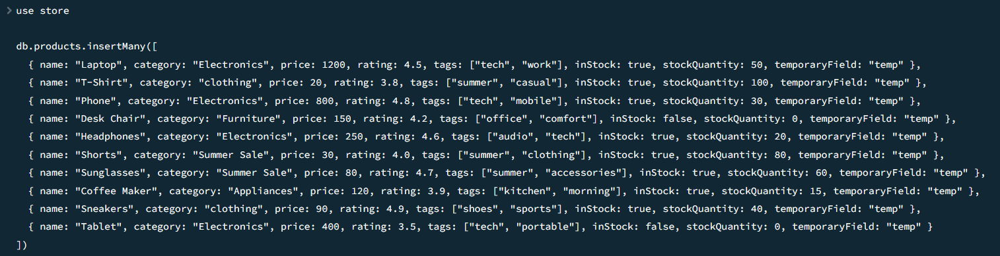 > use store
db.products.insertMany([
{ name: "Laptop", category: "Electronics", price: 1200, rating: 4.5, tags: ["tech", "work"], inStock: true, stockQuantity: 50, temporaryField: "temp" },
{ name: "T-Shirt", category: "clothing", price: 20, rating: 3.8, tags: ["summer", "casual"], inStock: true, stockQuantity: 100, temporaryField: "temp" },
{ name: "Phone", category: "Electronics", price: 800, rating: 4.8, tags: ["tech", "mobile"], inStock: true, stockQuantity: 30, temporaryField: "temp" },
{ name: "Desk Chair", category: "Furniture", price: 150, rating: 4.2, tags: ["office", "comfort"], inStock: false, stockQuantity: 0, temporaryField: "temp" },
{ name: "Headphones", category: "Electronics", price: 250, rating: 4.6, tags: ["audio", "tech"], inStock: true, stockQuantity: 20, temporaryField: "temp" },
{ name: "Shorts", category: "Summer Sale", price: 30, rating: 4.0, tags: ["summer", "clothing"], inStock: true, stockQuantity: 80, temporaryField: "temp" },
{ name: "Sunglasses", category: "Summer Sale", price: 80, rating: 4.7, tags: ["summer", "accessories"], inStock: true, stockQuantity: 60, temporaryField: "temp" },
{ name: "Coffee Maker", category: "Appliances", price: 120, rating: 3.9, tags: ["kitchen", "morning"], inStock: true, stockQuantity: 15, temporaryField: "temp" },
{ name: "Sneakers", category: "clothing", price: 90, rating: 4.9, tags: ["shoes", "sports"], inStock: true, stockQuantity: 40, temporaryField: "temp" },
{ name: "Tablet", category: "Electronics", price: 400, rating: 3.5, tags: ["tech", "portable"], inStock: false, stockQuantity: 0, temporaryField: "temp" }
])